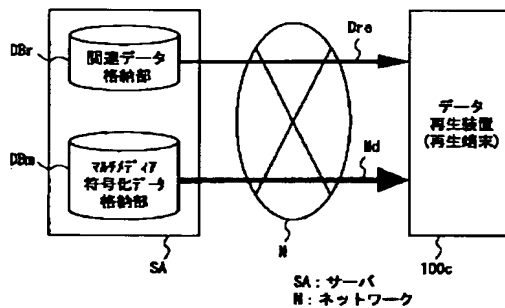 DBr
関連データ
格納部
Dre
DBm
マルチメディア
符号化データ
格納部
Md
データ
再生装置
(再生端末)
SA
N
100c
SA:サーバ
N:ネットワーク